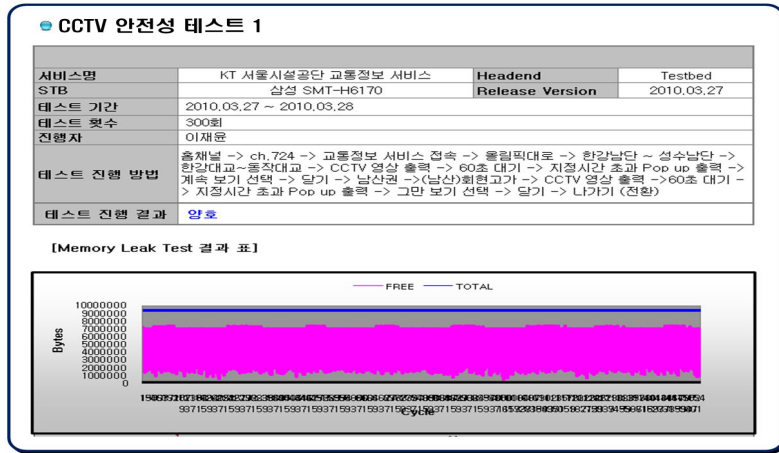 CCTV 안전성 테스트 1
서비스명 KT 서울시설공단 교통정보 서비스 Headend Testbed
STB 삼성 SMT-H6170 Release Version 2010,03,27
테스트 기간 2010,03,27 ~ 2010,03,28
테스트 횟수 300회
진행자 이재윤
테스트 진행 방법
홈채널 -> ch,724 -> 교통정보 서비스 접속 -> 올림픽대로 -> 한강남단 ~ 성수남단 ->
한강대교~동작대교 -> CCTV 영상 출력 -> 60초 대기 -> 지정시간 초과 Pop up 출력 ->
계속 보기 선택 -> 닫기 -> 남산권 ->(남산)회현고가 -> CCTV 영상 출력 ->60초 대기 -
> 지정시간 초과 Pop up 출력 -> 그만 보기 선택 -> 닫기 -> 나가기 (전환)
테스트 진행 결과 양호
[Memory Leak Test 결과 표]
FREE TOTAL
Bytes
10000000
9000000
8000000
7000000
6000000
5000000
4000000
3000000
2000000
1000000
0
Cycle